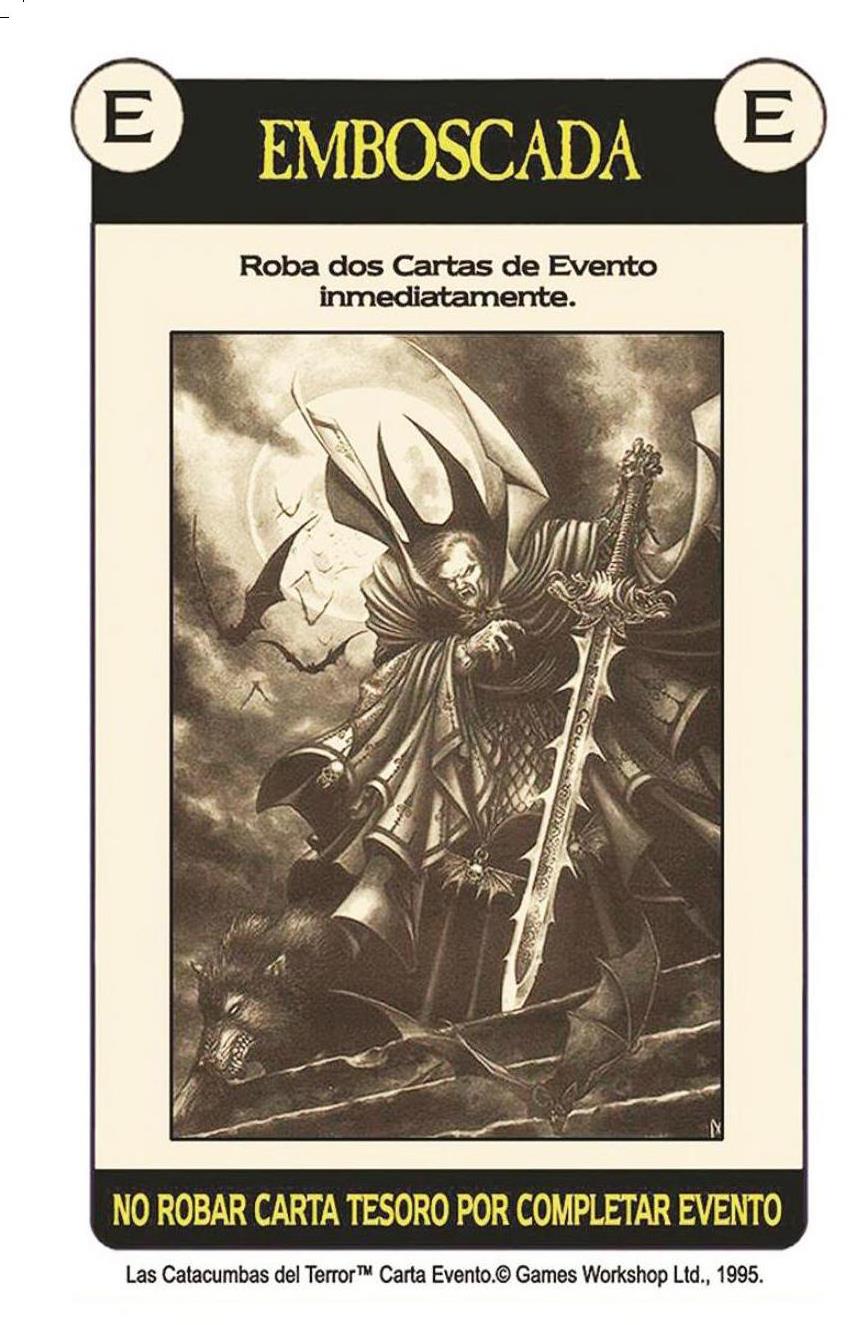 E
EMBOSCADA
E
Roba dos Cartas de Evento
inmediatamente.
NO ROBAR CARTA TESORO POR COMPLETAR EVENTO
Las Catacumbas del Terror™ Carta Evento.© Games Workshop Ltd., 1995.